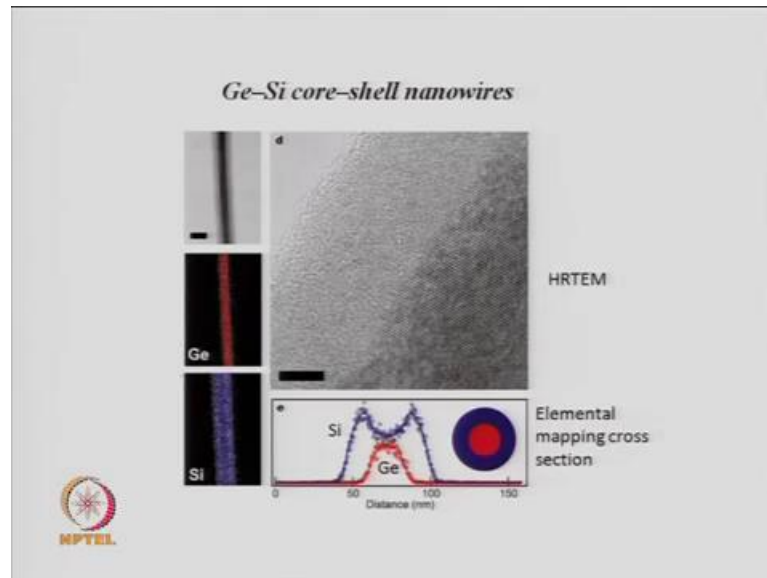 Ge–Si core–shell nanowires
d
HRTEM
Ge
Si
e
Si
Ge
0 50 100 150
Distance (nm)
Elemental
mapping cross
section
NPTEL